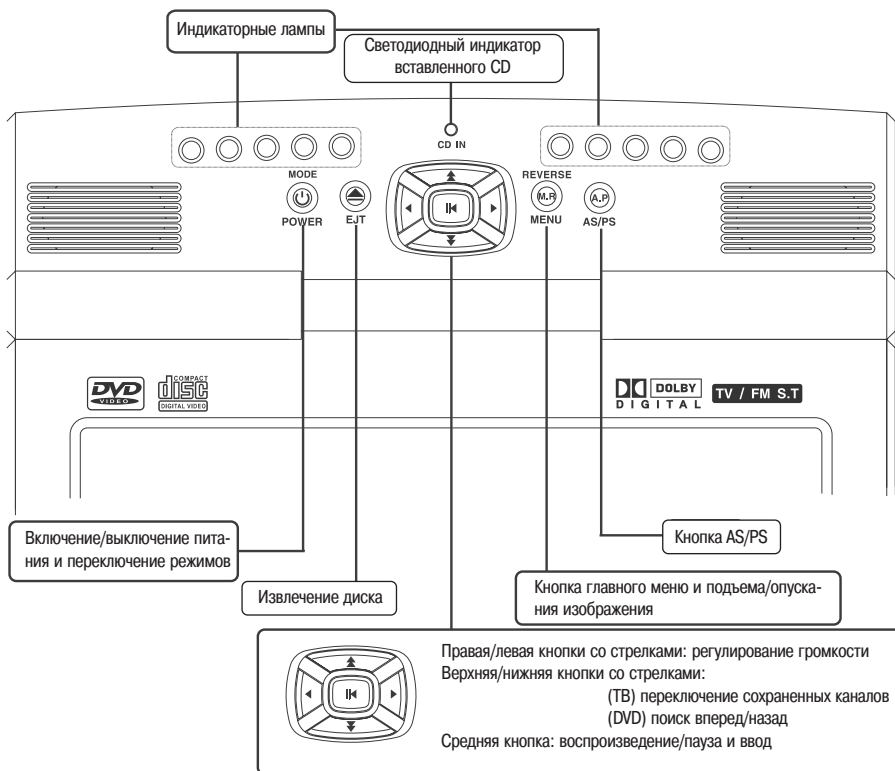 Индикаторные лампы
Светодиодный индикатор
вставленного CD
CD IN
MODE
REVERSE
M.R
A.P
POWER
EJT
MENU
AS/PS
DVD
VIDEO
COMPACT
disc
DIGITAL VIDEO
DOLBY
DIGITAL
TV / FM S.T
Включение/выключение пита-
ния и переключение режимов
Кнопка AS/PS
Извлечение диска
Кнопка главного меню и подъема/опуска-
ния изображения
Правая/левая кнопки со стрелками: регулирование громкости
Верхняя/нижняя кнопки со стрелками:
(ТВ) переключение сохраненных каналов
(DVD) поиск вперед/назад
Средняя кнопка: воспроизведение/пауза и ввод